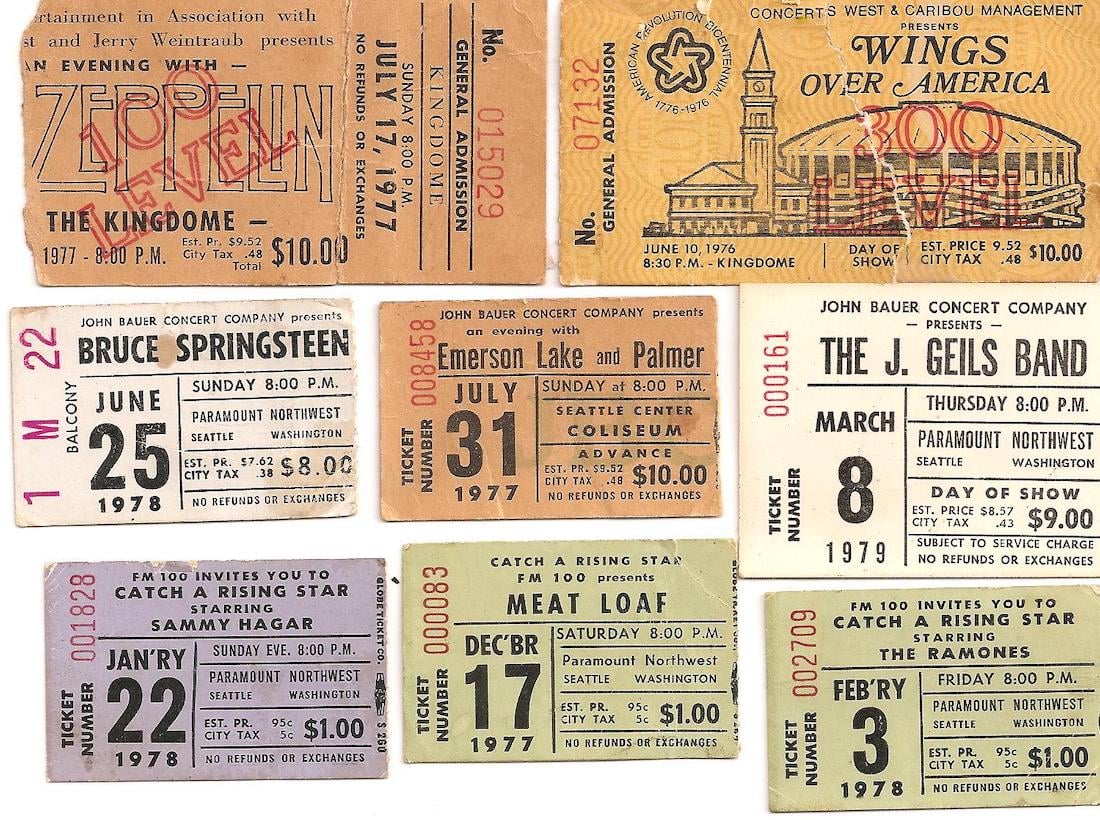 ertainment in Association with
st and Jerry Weintraub presents
AN EVENING WITH —
ZEPPELIN
100
LEVEL
THE KINGDOME —
1977 - 8:00 P.M.
Est. Pr. $9.52
City Tax .48
Total
$10.00
NO REFUNDS OR EXCHANGES
JULY 17, 1977
SUNDAY 8:00 P.M.
KINGDOME
GENERAL ADMISSION
No. 015029
No. 07132
GENERAL ADMISSION
AMERICAN REVOLUTION BICENTENNIAL
1776-1976
CONCERTS WEST & CARIBOU MANAGEMENT
PRESENTS
WINGS
OVER AMERICA
300
LEVEL
JUNE 10, 1976
8:30 P.M. - KINGDOME
DAY OF
SHOW
EST. PRICE 9.52
CITY TAX .48
$10.00
1 M 22
BALCONY
JOHN BAUER CONCERT COMPANY presents
BRUCE SPRINGSTEEN
JUNE
25
1978
SUNDAY 8:00 P.M.
PARAMOUNT NORTHWEST
SEATTLE WASHINGTON
EST. PR. $7.62
CITY TAX .38
$8.00
NO REFUNDS OR EXCHANGES
008458
TICKET
NUMBER
JOHN BAUER CONCERT COMPANY presents
an evening with
Emerson Lake and Palmer
JULY
31
1977
SUNDAY at 8:00 P.M.
SEATTLE CENTER
COLISEUM
ADVANCE
EST. PR. $9.52
CITY TAX .48
$10.00
NO REFUNDS OR EXCHANGES
000161
TICKET
NUMBER
JOHN BAUER CONCERT COMPANY
— PRESENTS —
THE J. GEILS BAND
MARCH
8
1979
THURSDAY 8:00 P.M.
PARAMOUNT NORTHWEST
SEATTLE WASHINGTON
DAY OF SHOW
EST. PRICE $8.57
CITY TAX .43
$9.00
SUBJECT TO SERVICE CHARGE
NO REFUNDS OR EXCHANGES
001828
TICKET
NUMBER
FM 100 INVITES YOU TO
CATCH A RISING STAR
STARRING
SAMMY HAGAR
JAN'RY
22
1978
SUNDAY EVE. 8:00 P.M.
PARAMOUNT NORTHWEST
SEATTLE WASHINGTON
EST. PR. 95c
CITY TAX 5c
$1.00
NO REFUNDS OR EXCHANGES
GLOBE TICKET CO.
000083
TICKET
NUMBER
CATCH A RISING STAR
FM 100 presents
MEAT LOAF
DEC'BR
17
1977
SATURDAY 8:00 P.M.
Paramount Northwest
SEATTLE WASHINGTON
EST. PR. 95c
CITY TAX 5c
$1.00
NO REFUNDS OR EXCHANGES
002709
TICKET
NUMBER
FM 100 INVITES YOU TO
CATCH A RISING STAR
STARRING
THE RAMONES
FEB'RY
3
1978
FRIDAY 8:00 P.M.
PARAMOUNT NORTHWEST
SEATTLE WASHINGTON
EST. PR. 95c
CITY TAX 5c
$1.00
NO REFUNDS OR EXCHANGES